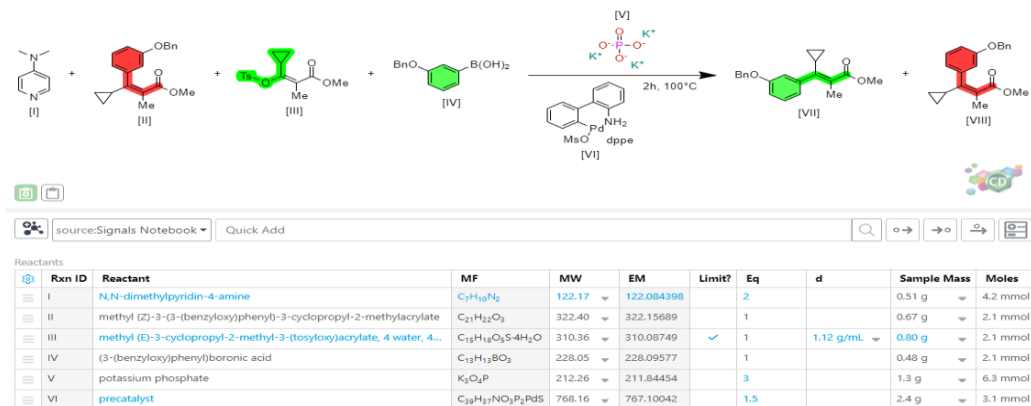 [V]
OBn
OBn
K⁺
O
Ts
O
O⁻ P O⁻
N
O
BnO
B(OH)₂
O⁻ K⁺
O
O
+
OMe
+
O
OMe
+
K⁺
BnO
OMe
+
OMe
N
Me
Me
[IV]
2h, 100°C
Me
Me
[I]
[II]
[III]
NH₂
[VII]
[VIII]
Pd
MsO dppe
[VI]
ICD
source:Signals Notebook Quick Add
Reactants
Rxn ID Reactant MF MW EM Limit? Eq d Sample Mass Moles
I N,N-dimethylpyridin-4-amine C₇H₁₀N₂ 122.17 122.084398 2 0.51 g 4.2 mmol
II methyl (Z)-3-(3-(benzyloxy)phenyl)-3-cyclopropyl-2-methylacrylate C₂₁H₂₂O₃ 322.40 322.15689 1 0.67 g 2.1 mmol
III methyl (E)-3-cyclopropyl-2-methyl-3-(tosyloxy)acrylate, 4 water, 4... C₁₅H₁₈O₅S·4H₂O 310.36 310.08749 ✓ 1 1.12 g/mL 0.80 g 2.1 mmol
IV (3-(benzyloxy)phenyl)boronic acid C₁₃H₁₃BO₃ 228.05 228.09577 1 0.48 g 2.1 mmol
V potassium phosphate K₃O₄P 212.26 211.84454 3 1.3 g 6.3 mmol
VI precatalyst C₃₉H₃₇NO₃P₂PdS 768.16 767.10042 1.5 2.4 g 3.1 mmol